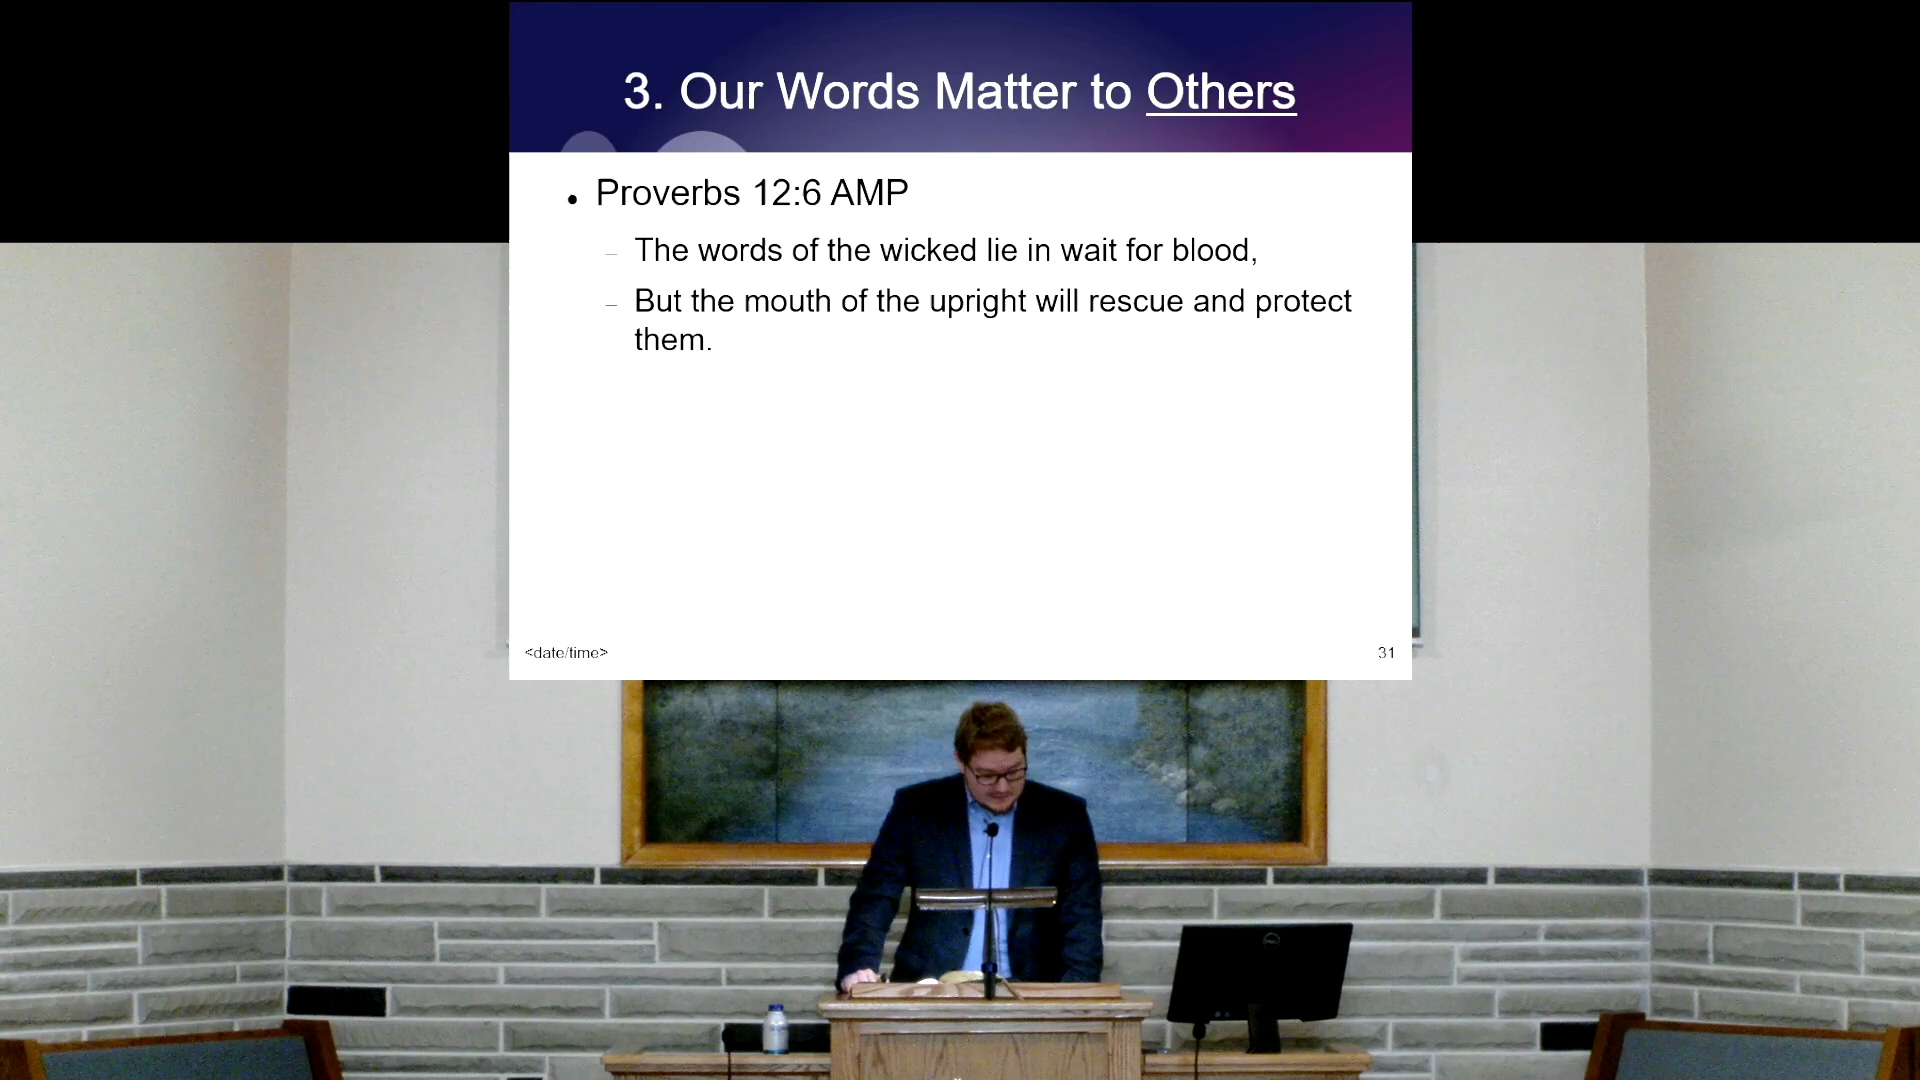 3. Our Words Matter to Others
• Proverbs 12:6 AMP
– The words of the wicked lie in wait for blood,
– But the mouth of the upright will rescue and protect
them.
<date/time>
31